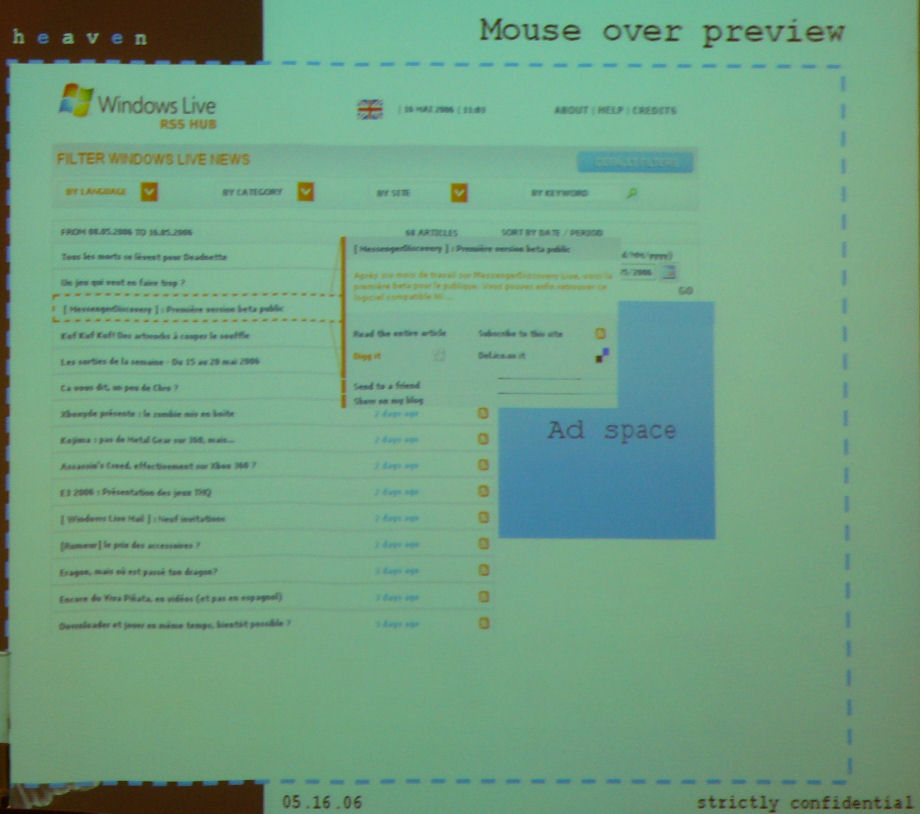 heaven
Mouse over preview
Windows Live
RSS HUB
| 16 MAI 2006 | 11:03
ABOUT | HELP | CREDITS
FILTER WINDOWS LIVE NEWS
DEFAULT FILTERS
BY LANGUAGE
BY CATEGORY
BY SITE
BY KEYWORD
FROM 08.05.2006 TO 16.05.2006
68 ARTICLES
SORT BY DATE / PERIOD
Tous les morts se lèvent pour Deadnette
Un jeu qui veut en faire trop ?
[ MessengerDiscovery ] : Première version beta public
Kuf Kuf Kuf! Des artworks à couper le souffle
Les sorties de la semaine - Du 15 au 20 mai 2006
Ca vous dit, un peu de Chro ?
Xboxyde présente : le zombie mis en boite
2 days ago
Kojima : pas de Metal Gear sur 360, mais...
2 days ago
Assassin's Creed, effectivement sur Xbox 360 ?
2 days ago
E3 2006 : Présentation des jeux THQ
2 days ago
[ Windows Live Mail ] : Neuf invitations
2 days ago
[Rumeur] le prix des accessoires ?
2 days ago
Eragon, mais où est passé ton dragon?
3 days ago
Encore du Viva Piñata, en vidéos (et pas en espagnol)
3 days ago
Downloader et jouer en même temps, bientôt possible ?
3 days ago
[ MessengerDiscovery ] : Première version beta public
Après six mois de travail sur MessengerDiscovery Live, voici la
première beta pour le publique. Vous pouvez enfin retrouver ce
logiciel compatible
Read the entire article
Subscribe to this site
Digg it
Del.icio.us it
Send to a friend
Share on my blog
/yyyy)
/2006
GO
Ad space
05.16.06
strictly confidential